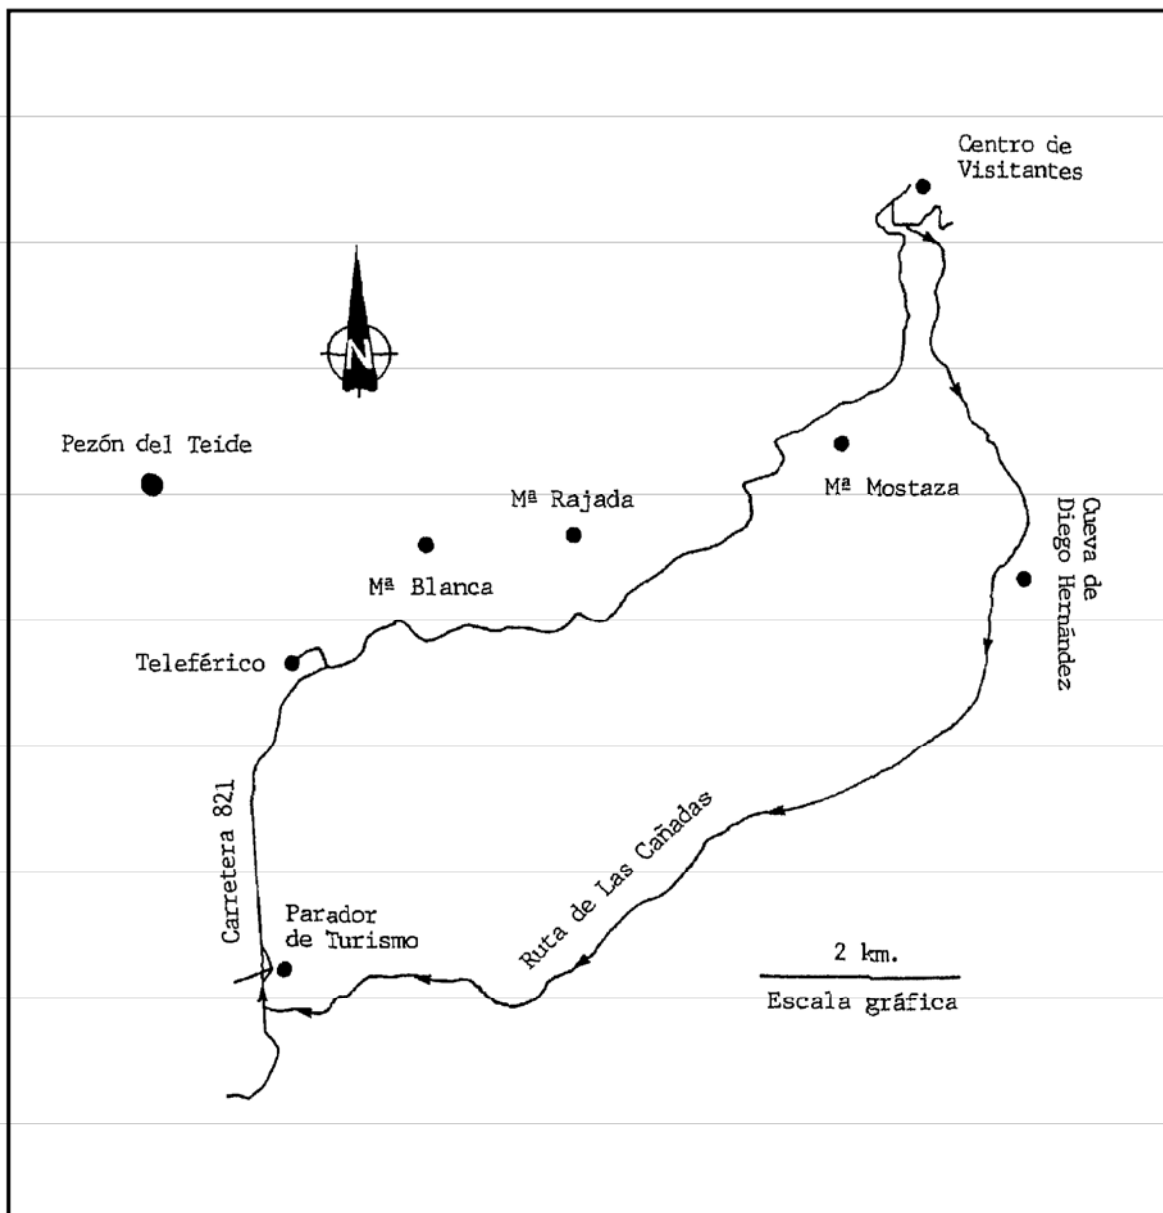 Centro de
Visitantes
N
Pezón del Teide
Mª Rajada
Mª Mostaza
Cueva de
Diego Hernández
Mª Blanca
Teleférico
Carretera 821
Ruta de Las Cañadas
Parador
de Turismo
2 km.
Escala gráfica